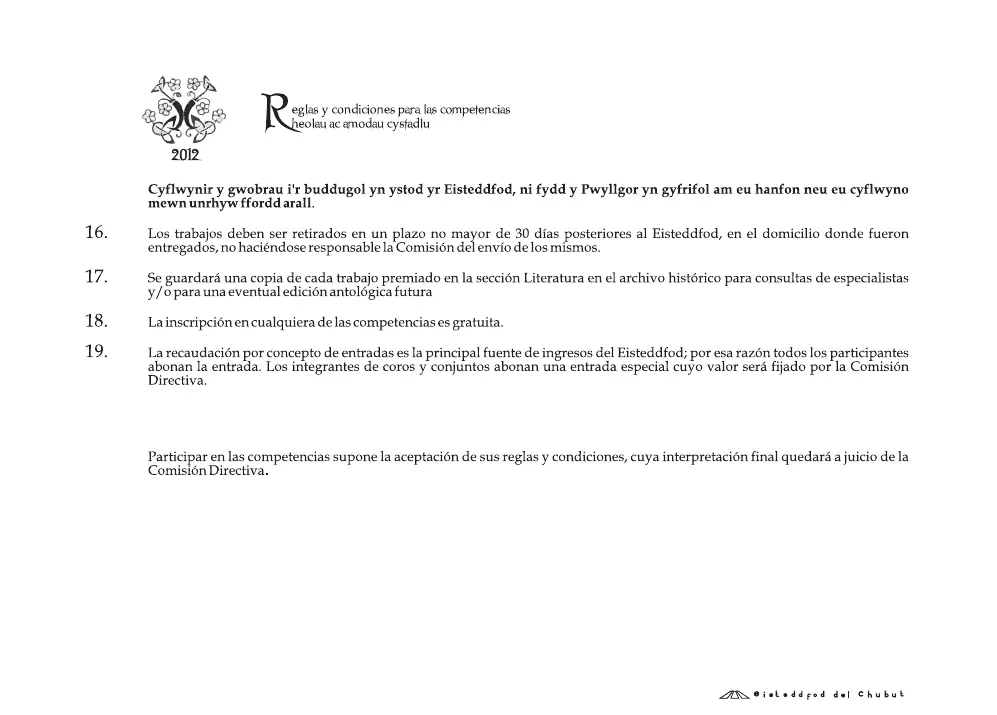 2012
Reglas y condiciones para las competencias
Rheolau ac amodau cystadlu
Cyflwynir y gwobrau i'r buddugol yn ystod yr Eisteddfod, ni fydd y Pwyllgor yn gyfrifol am eu hanfon neu eu cyflwyno
mewn unrhyw ffordd arall.
16. Los trabajos deben ser retirados en un plazo no mayor de 30 días posteriores al Eisteddfod, en el domicilio donde fueron
entregados, no haciéndose responsable la Comisión del envío de los mismos.
17. Se guardará una copia de cada trabajo premiado en la sección Literatura en el archivo histórico para consultas de especialistas
y/o para una eventual edición antológica futura
18. La inscripción en cualquiera de las competencias es gratuita.
19. La recaudación por concepto de entradas es la principal fuente de ingresos del Eisteddfod; por esa razón todos los participantes
abonan la entrada. Los integrantes de coros y conjuntos abonan una entrada especial cuyo valor será fijado por la Comisión
Directiva.
Participar en las competencias supone la aceptación de sus reglas y condiciones, cuya interpretación final quedará a juicio de la
Comisión Directiva.
Eisteddfod del Chubut